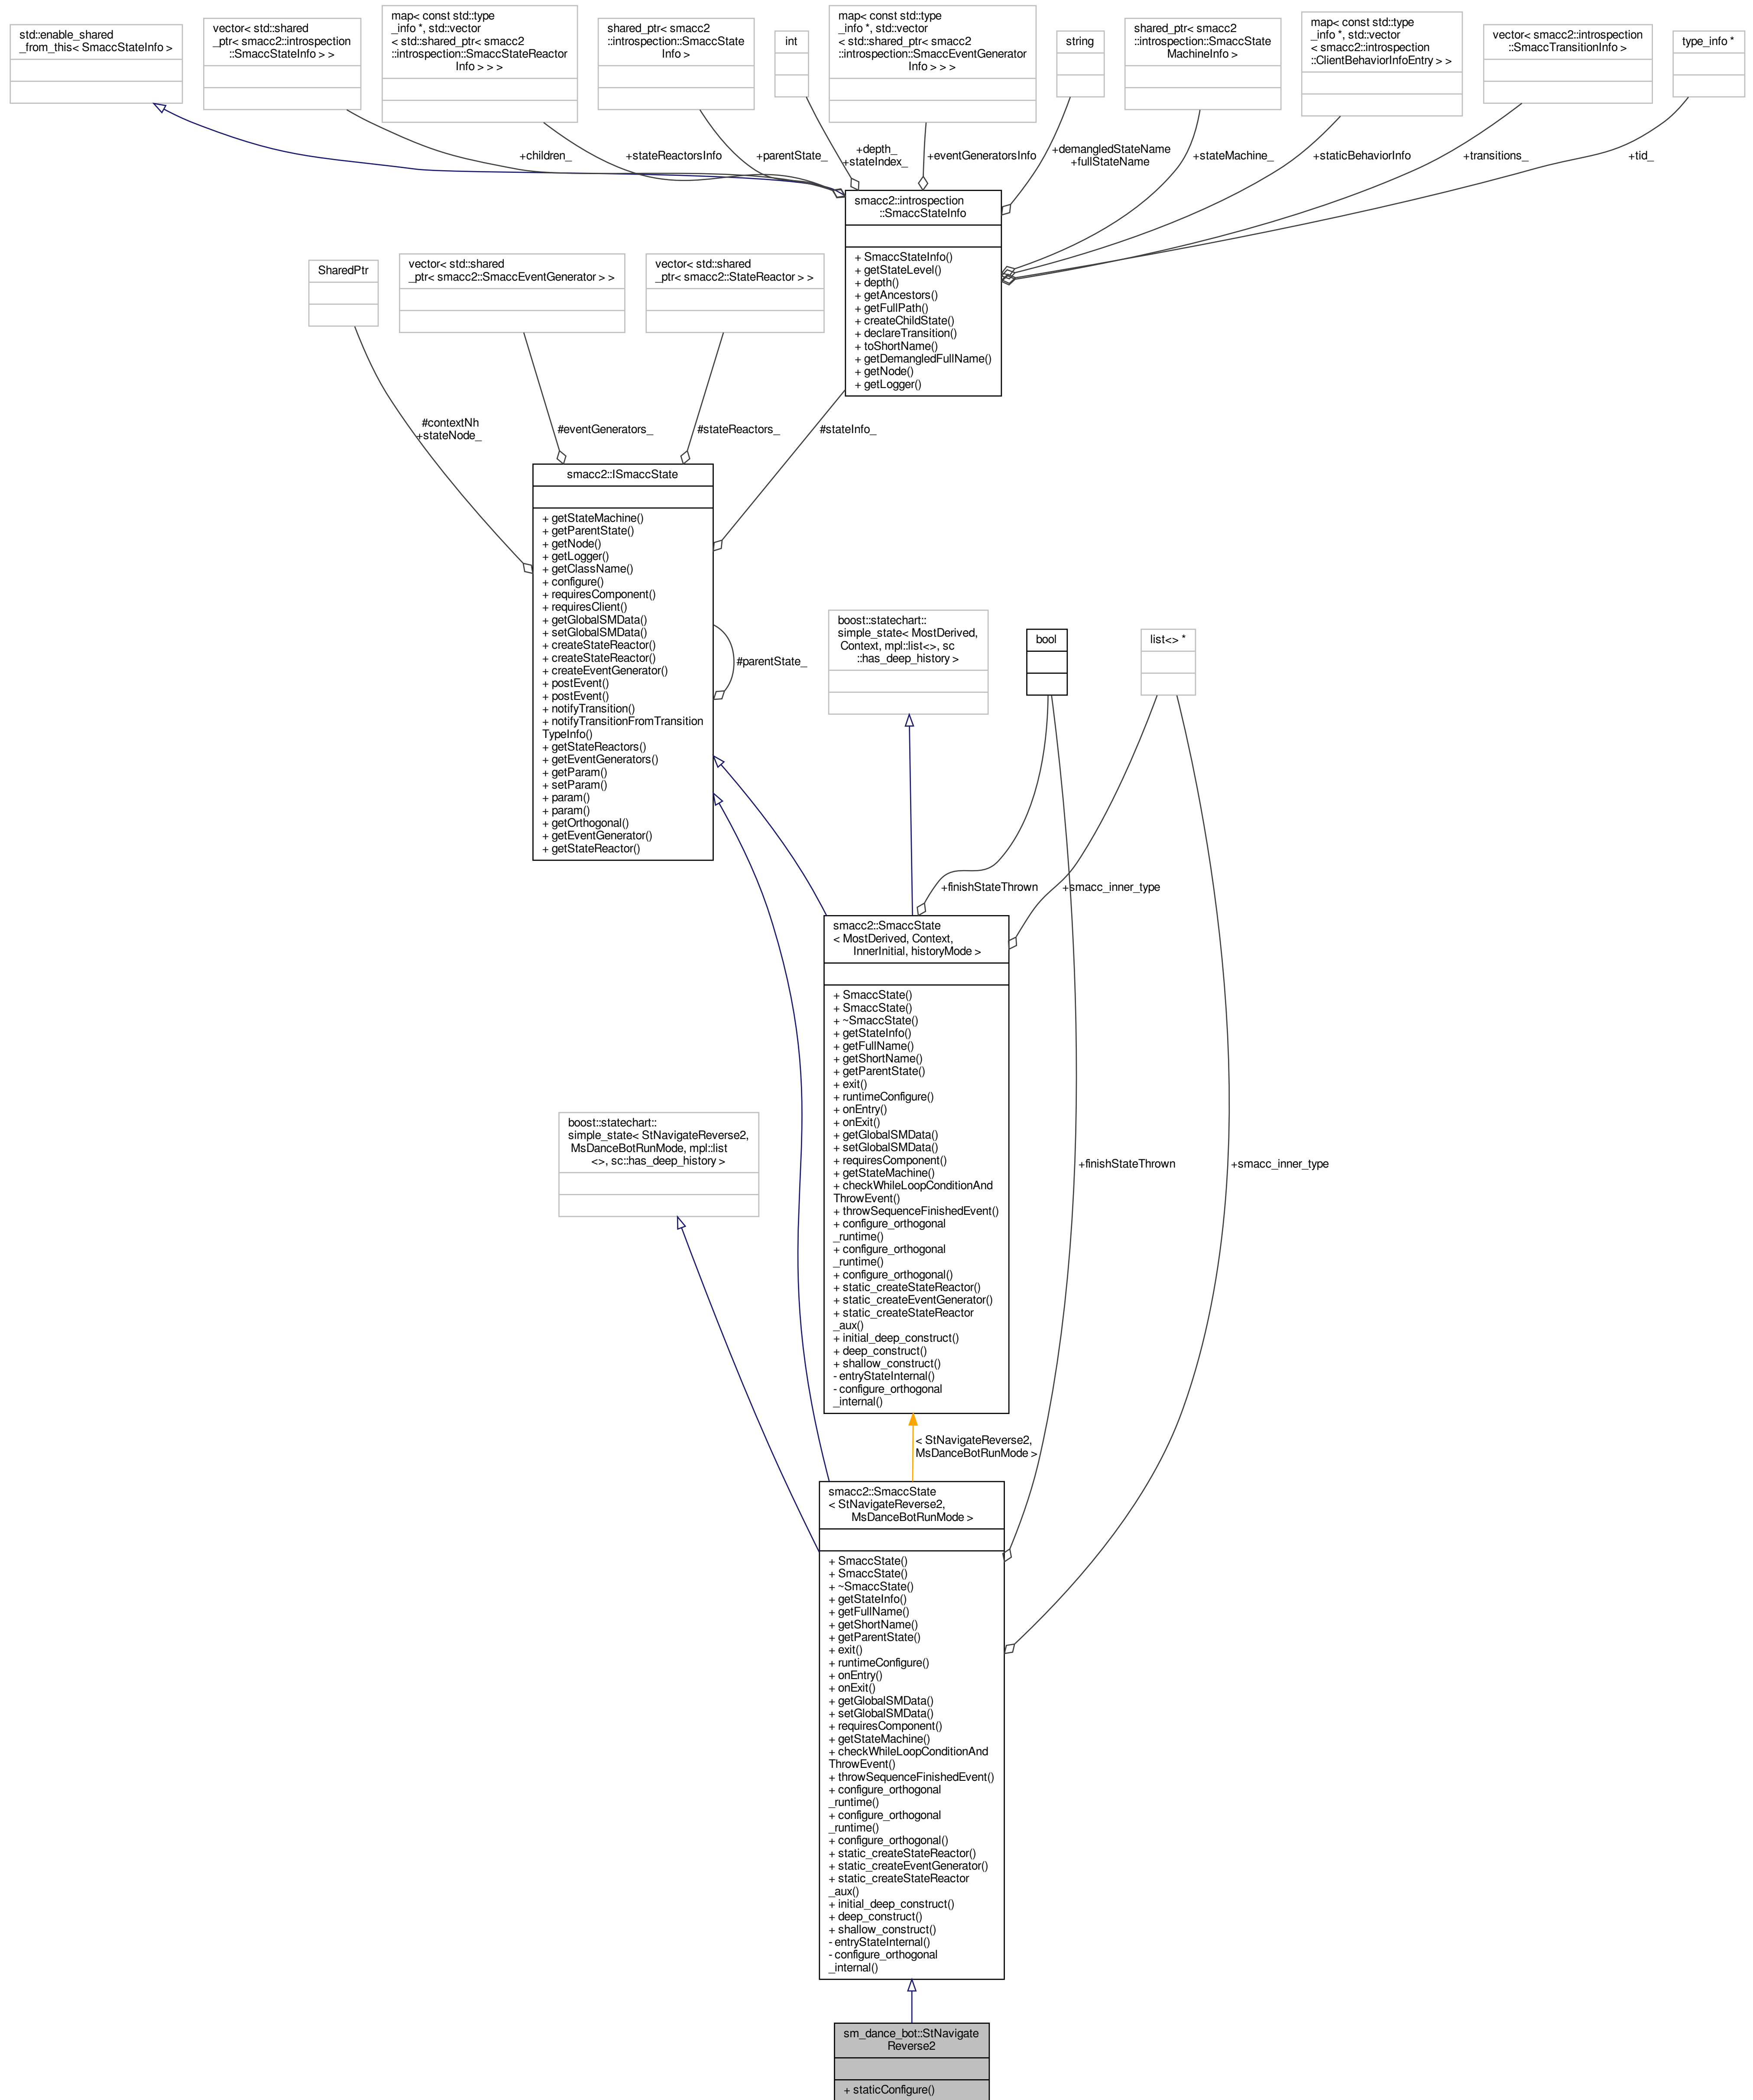 std::enable_shared
_from_this< SmaccStateInfo >
vector< std::shared
_ptr< smacc2::introspection
::SmaccStateInfo > >
map< const std::type
_info *, std::vector
< std::shared_ptr< smacc2
::introspection::SmaccStateReactor
Info > > >
shared_ptr< smacc2
::introspection::SmaccState
Info >
int
map< const std::type
_info *, std::vector
< std::shared_ptr< smacc2
::introspection::SmaccEventGenerator
Info > > >
string
shared_ptr< smacc2
::introspection::SmaccState
MachineInfo >
map< const std::type
_info *, std::vector
< smacc2::introspection
::ClientBehaviorInfoEntry > >
vector< smacc2::introspection
::SmaccTransitionInfo >
type_info *
+children_
+stateReactorsInfo
+parentState_
+depth_
+stateIndex_
+eventGeneratorsInfo
+demangledStateName
+fullStateName
+stateMachine_
+staticBehaviorInfo
+transitions_
+tid_
smacc2::introspection
::SmaccStateInfo
+ SmaccStateInfo()
+ getStateLevel()
+ depth()
+ getAncestors()
+ getFullPath()
+ createChildState()
+ declareTransition()
+ toShortName()
+ getDemangledFullName()
+ getNode()
+ getLogger()
SharedPtr
vector< std::shared
_ptr< smacc2::SmaccEventGenerator > >
vector< std::shared
_ptr< smacc2::StateReactor > >
#contextNh
+stateNode_
#eventGenerators_
#stateReactors_
#stateInfo_
smacc2::ISmaccState
+ getStateMachine()
+ getParentState()
+ getNode()
+ getLogger()
+ getClassName()
+ configure()
+ requiresComponent()
+ requiresClient()
+ getGlobalSMData()
+ setGlobalSMData()
+ createStateReactor()
+ createStateReactor()
+ createEventGenerator()
+ postEvent()
+ postEvent()
+ notifyTransition()
+ notifyTransitionFromTransition
TypeInfo()
+ getStateReactors()
+ getEventGenerators()
+ getParam()
+ setParam()
+ param()
+ param()
+ getOrthogonal()
+ getEventGenerator()
+ getStateReactor()
#parentState_
boost::statechart::
simple_state< MostDerived,
Context, mpl::list<>, sc
::has_deep_history >
bool
list<> *
+finishStateThrown
+smacc_inner_type
smacc2::SmaccState
< MostDerived, Context,
InnerInitial, historyMode >
+ SmaccState()
+ SmaccState()
+ ~SmaccState()
+ getStateInfo()
+ getFullName()
+ getShortName()
+ getParentState()
+ exit()
+ runtimeConfigure()
+ onEntry()
+ onExit()
+ getGlobalSMData()
+ setGlobalSMData()
+ requiresComponent()
+ getStateMachine()
+ checkWhileLoopConditionAnd
ThrowEvent()
+ throwSequenceFinishedEvent()
+ configure_orthogonal
_runtime()
+ configure_orthogonal
_runtime()
+ configure_orthogonal()
+ static_createStateReactor()
+ static_createEventGenerator()
+ static_createStateReactor
_aux()
+ initial_deep_construct()
+ deep_construct()
+ shallow_construct()
- entryStateInternal()
- configure_orthogonal
_internal()
boost::statechart::
simple_state< StNavigateReverse2,
MsDanceBotRunMode, mpl::list
<>, sc::has_deep_history >
+finishStateThrown
+smacc_inner_type
< StNavigateReverse2,
MsDanceBotRunMode >
smacc2::SmaccState
< StNavigateReverse2,
MsDanceBotRunMode >
+ SmaccState()
+ SmaccState()
+ ~SmaccState()
+ getStateInfo()
+ getFullName()
+ getShortName()
+ getParentState()
+ exit()
+ runtimeConfigure()
+ onEntry()
+ onExit()
+ getGlobalSMData()
+ setGlobalSMData()
+ requiresComponent()
+ getStateMachine()
+ checkWhileLoopConditionAnd
ThrowEvent()
+ throwSequenceFinishedEvent()
+ configure_orthogonal
_runtime()
+ configure_orthogonal
_runtime()
+ configure_orthogonal()
+ static_createStateReactor()
+ static_createEventGenerator()
+ static_createStateReactor
_aux()
+ initial_deep_construct()
+ deep_construct()
+ shallow_construct()
- entryStateInternal()
- configure_orthogonal
_internal()
sm_dance_bot::StNavigate
Reverse2
+ staticConfigure()